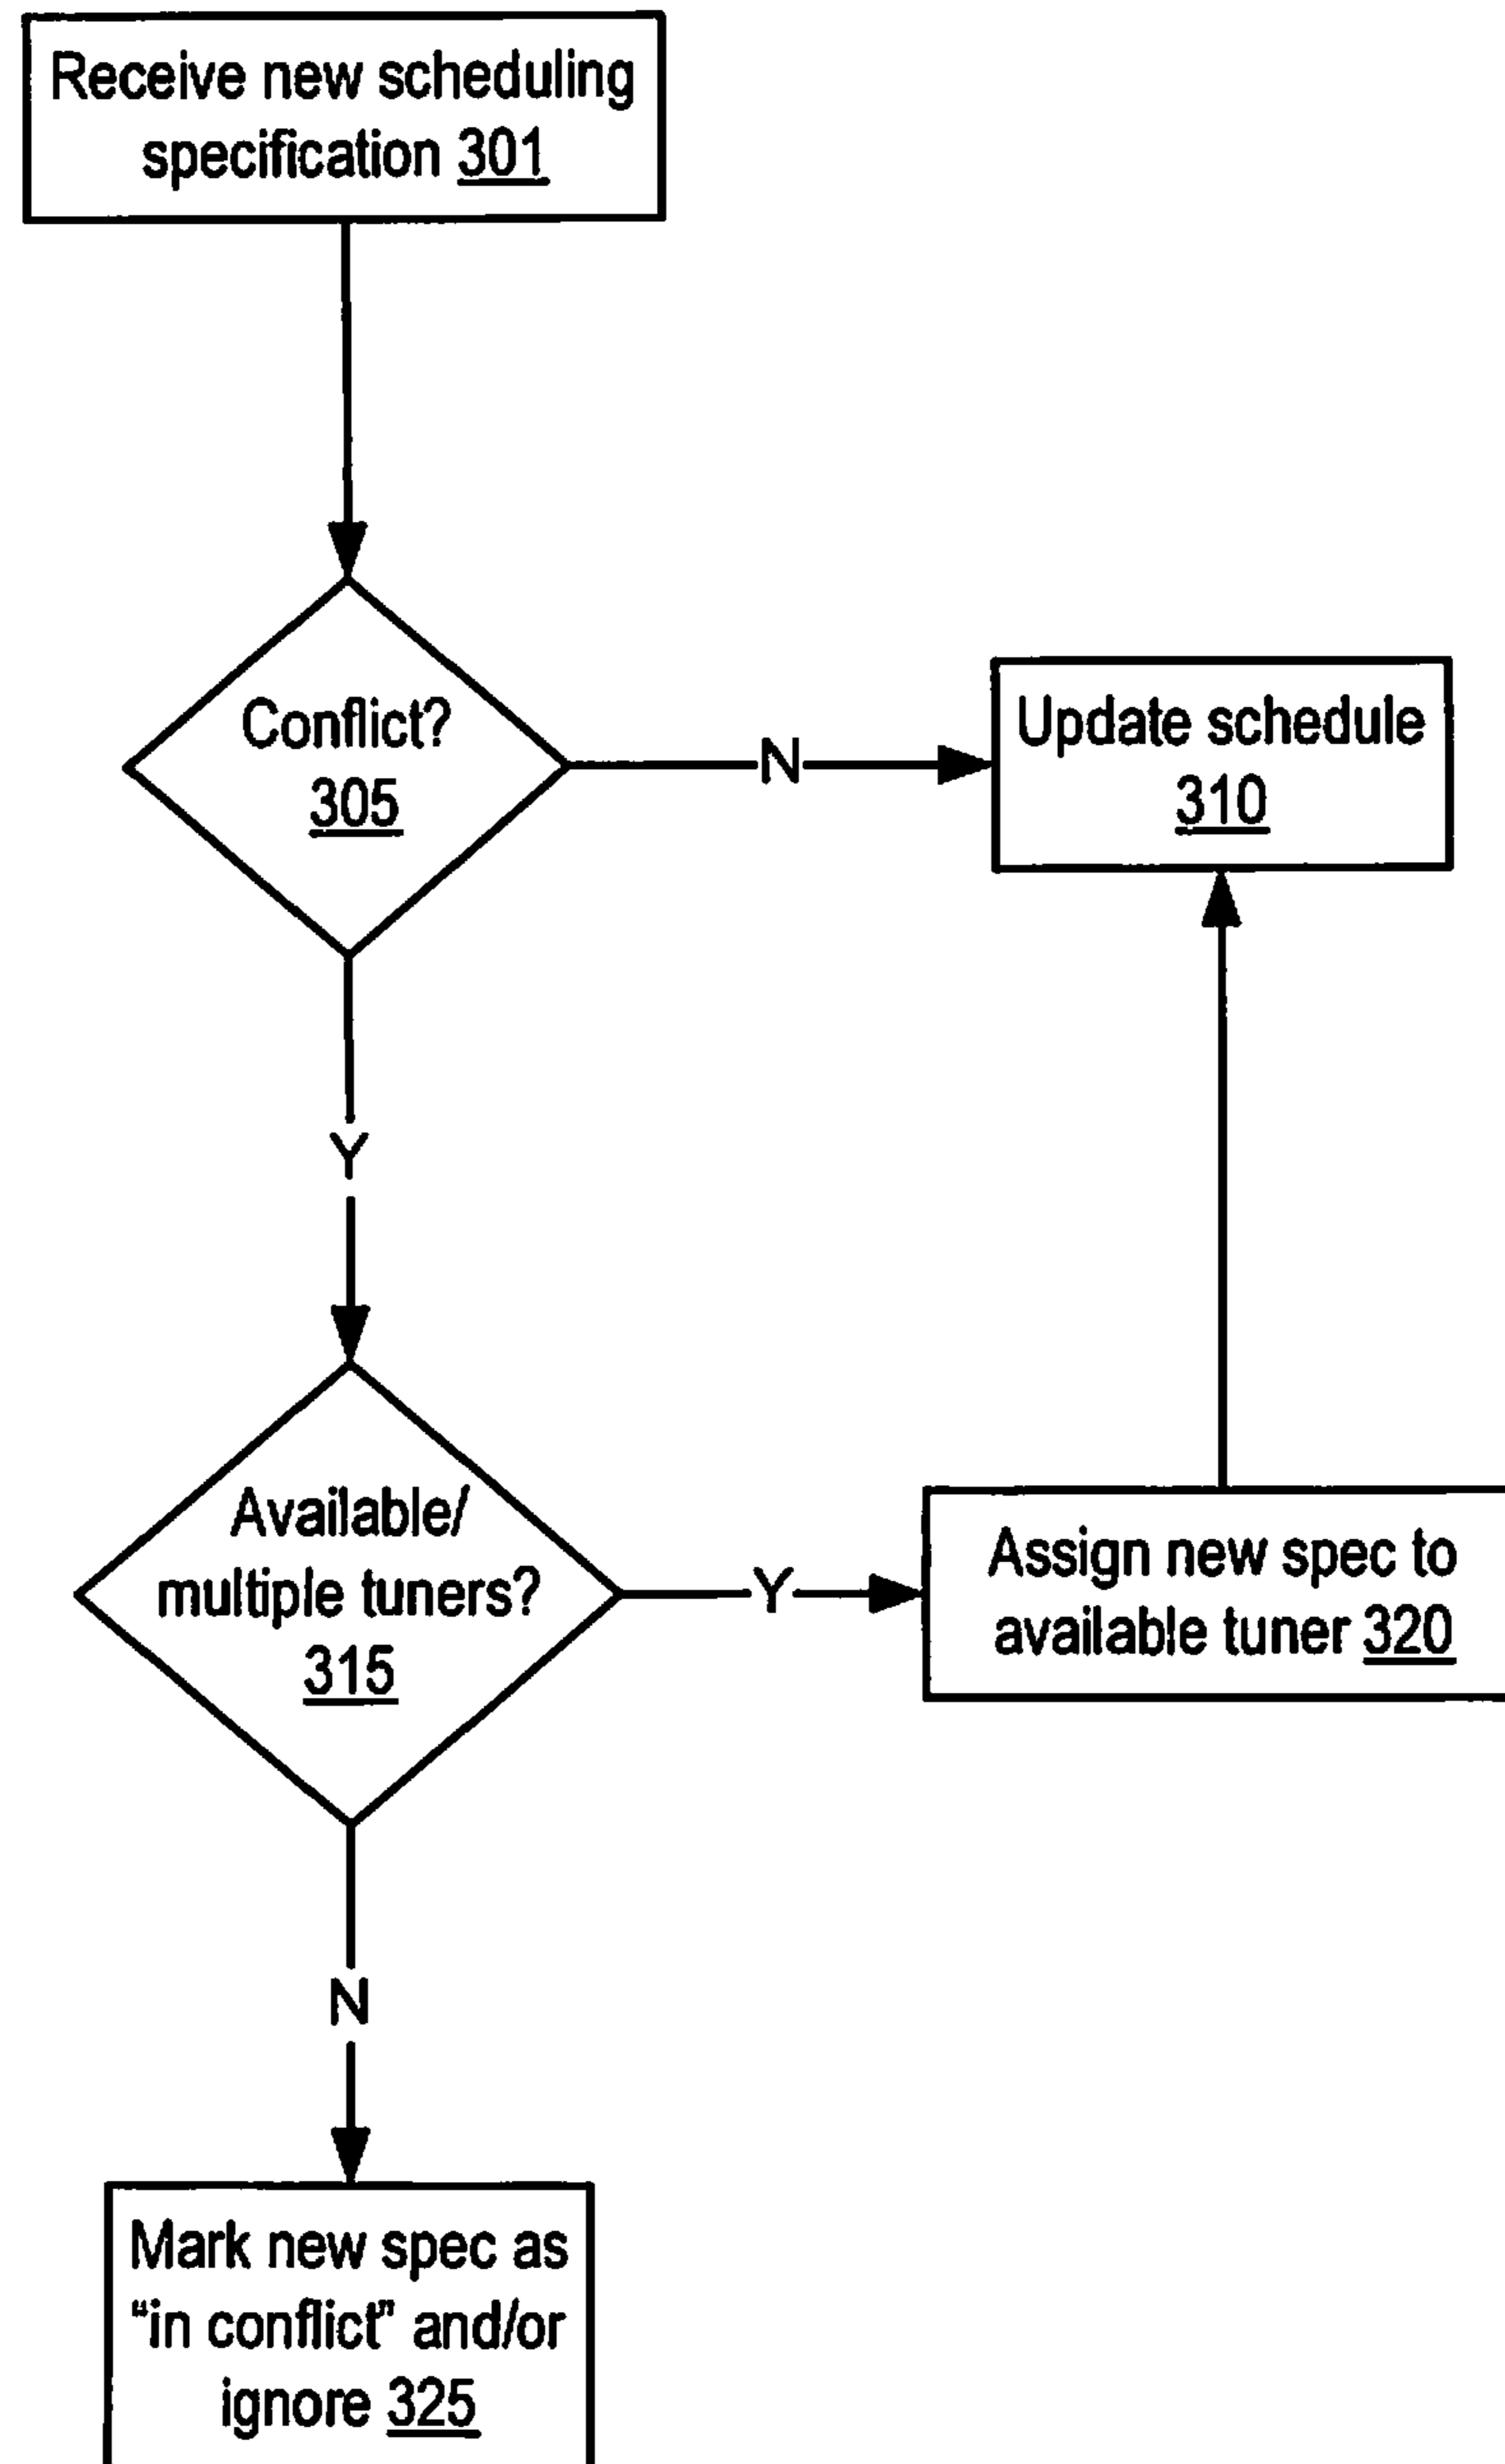 Receive new scheduling
specification 301
Conflict?
305
N
Update schedule
310
Y
Available/
multiple tuners?
315
Y
Assign new spec to
available tuner 320
N
Mark new spec as
“in conflict” and/or
ignore 325